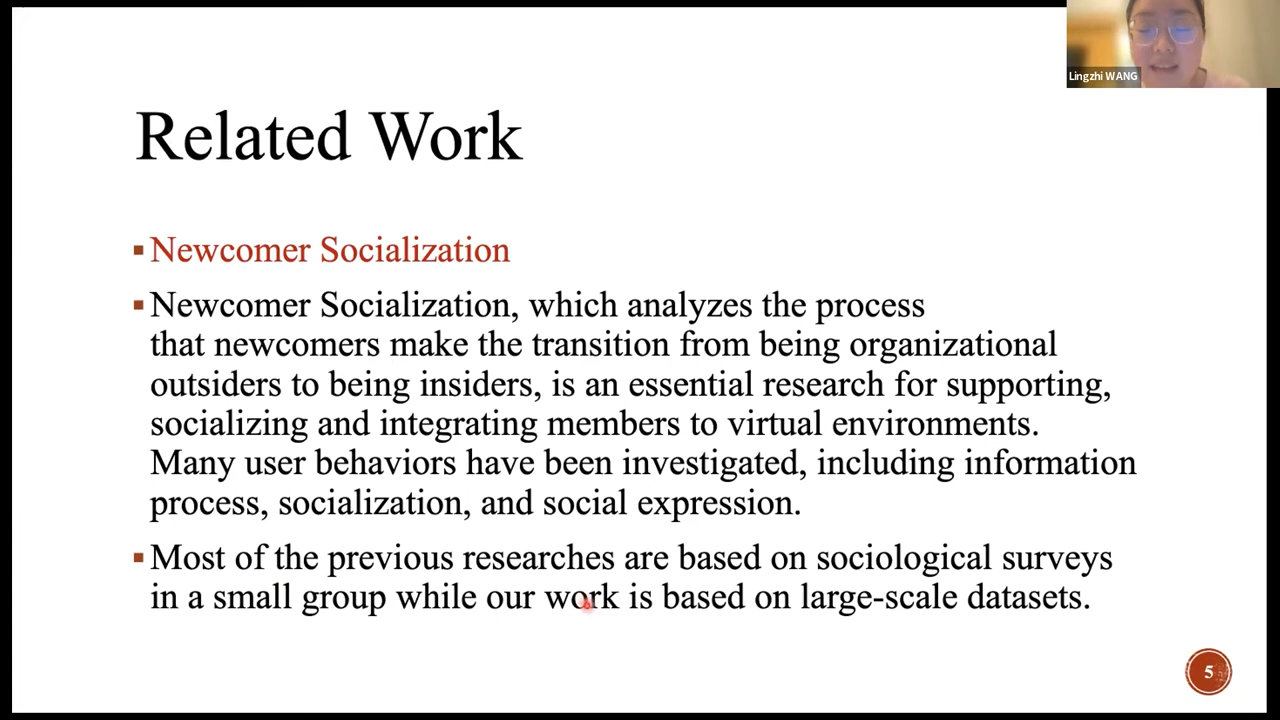 Lingzhi WANG
Related Work
Newcomer Socialization
Newcomer Socialization, which analyzes the process
that newcomers make the transition from being organizational
outsiders to being insiders, is an essential research for supporting,
socializing and integrating members to virtual environments.
Many user behaviors have been investigated, including information
process, socialization, and social expression.
Most of the previous researches are based on sociological surveys
in a small group while our work is based on large-scale datasets.
5